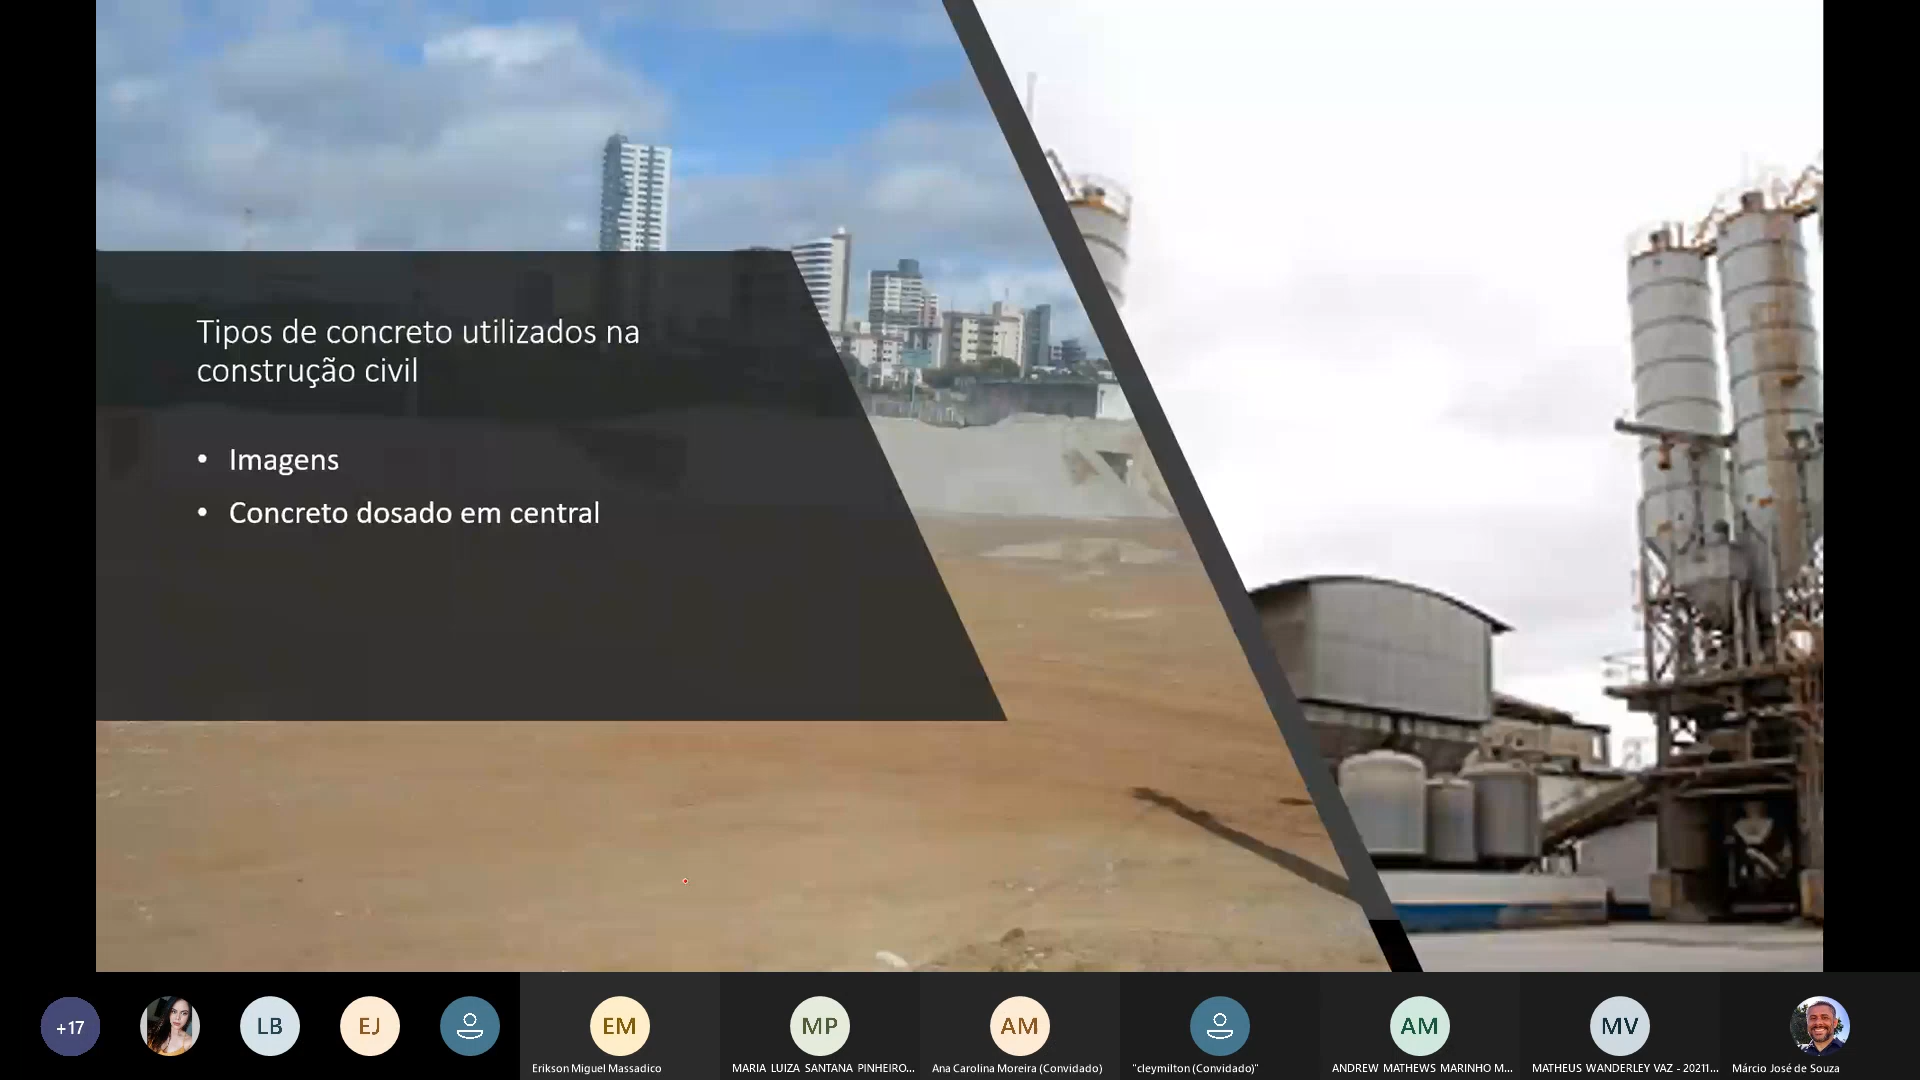 Tipos de concreto utilizados na
construção civil
• Imagens
• Concreto dosado em central
+17
LB
EJ
EM
MP
AM
AM
MV
Erikson Miguel Massadico
MARIA LUIZA SANTANA PINHEIRO...
Ana Carolina Moreira (Convidado)
"cleymilton (Convidado)"
ANDREW MATHEWS MARINHO M...
MATHEUS WANDERLEY VAZ - 20211...
Márcio José de Souza